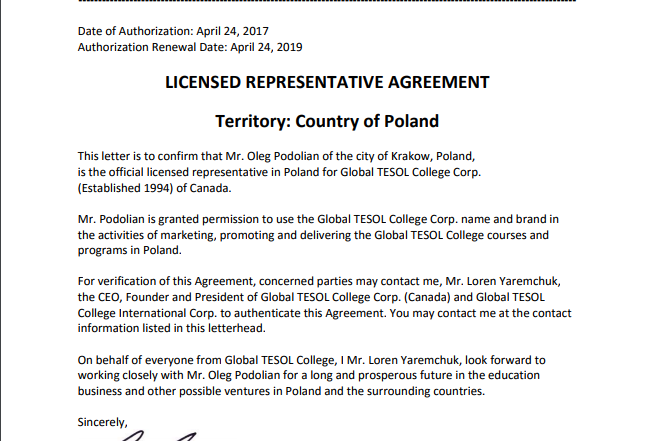 Date of Authorization: April 24, 2017
Authorization Renewal Date: April 24, 2019
LICENSED REPRESENTATIVE AGREEMENT
Territory: Country of Poland
This letter is to confirm that Mr. Oleg Podolian of the city of Krakow, Poland,
is the official licensed representative in Poland for Global TESOL College Corp.
(Established 1994) of Canada.
Mr. Podolian is granted permission to use the Global TESOL College Corp. name and brand in
the activities of marketing, promoting and delivering the Global TESOL College courses and
programs in Poland.
For verification of this Agreement, concerned parties may contact me, Mr. Loren Yaremchuk,
the CEO, Founder and President of Global TESOL College Corp. (Canada) and Global TESOL
College International Corp. to authenticate this Agreement. You may contact me at the contact
information listed in this letterhead.
On behalf of everyone from Global TESOL College, I Mr. Loren Yaremchuk, look forward to
working closely with Mr. Oleg Podolian for a long and prosperous future in the education
business and other possible ventures in Poland and the surrounding countries.
Sincerely,